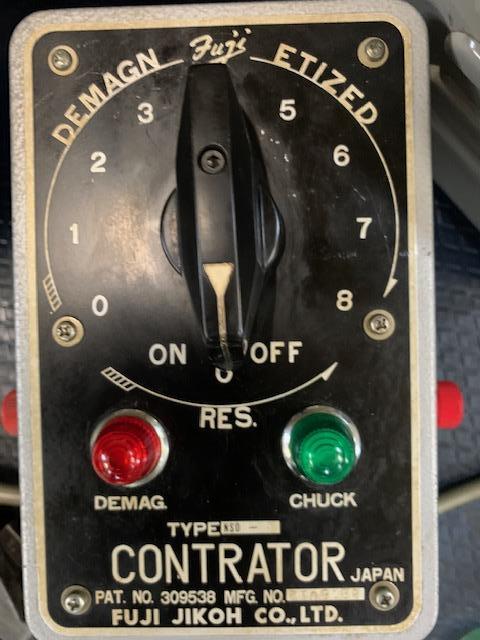 Fuji
DEMAGN ETIZED
3 5
2 6
1 7
0 8
ON OFF
RES.
DEMAG. CHUCK
TYPE NSO -
CONTRATOR JAPAN
PAT. NO. 309538 MFG. NO.
FUJI JIKOH CO., LTD.